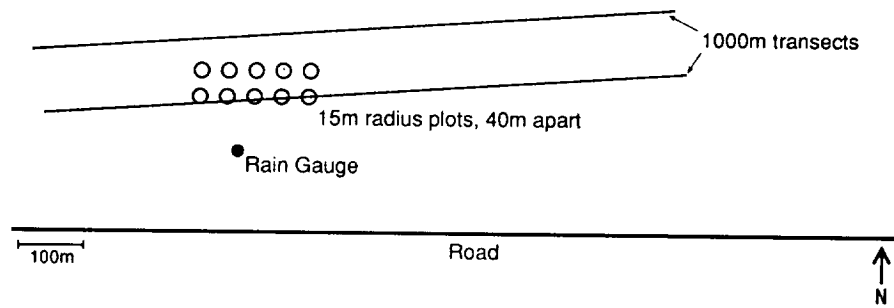 1000m transects
15m radius plots, 40m apart
Rain Gauge
Road
100m
N